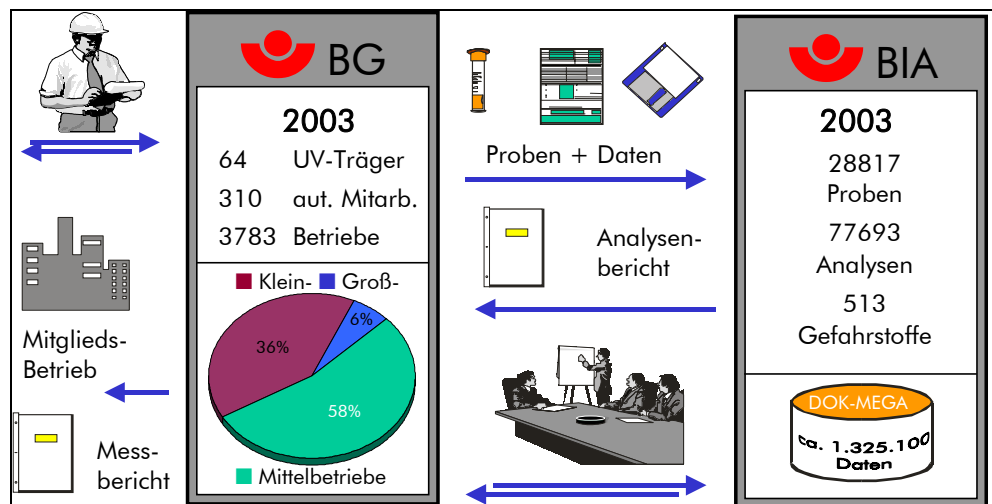 BG
2003
64 UV-Träger
310 aut. Mitarb.
3783 Betriebe
Klein- Groß-
6%
36%
58%
Mittelbetriebe
Mitglieds-
Betrieb
Mess-
bericht
Proben + Daten
Analysen-
bericht
BIA
2003
28817
Proben
77693
Analysen
513
Gefahrstoffe
DOK-MEGA
ca. 1.325.100
Daten